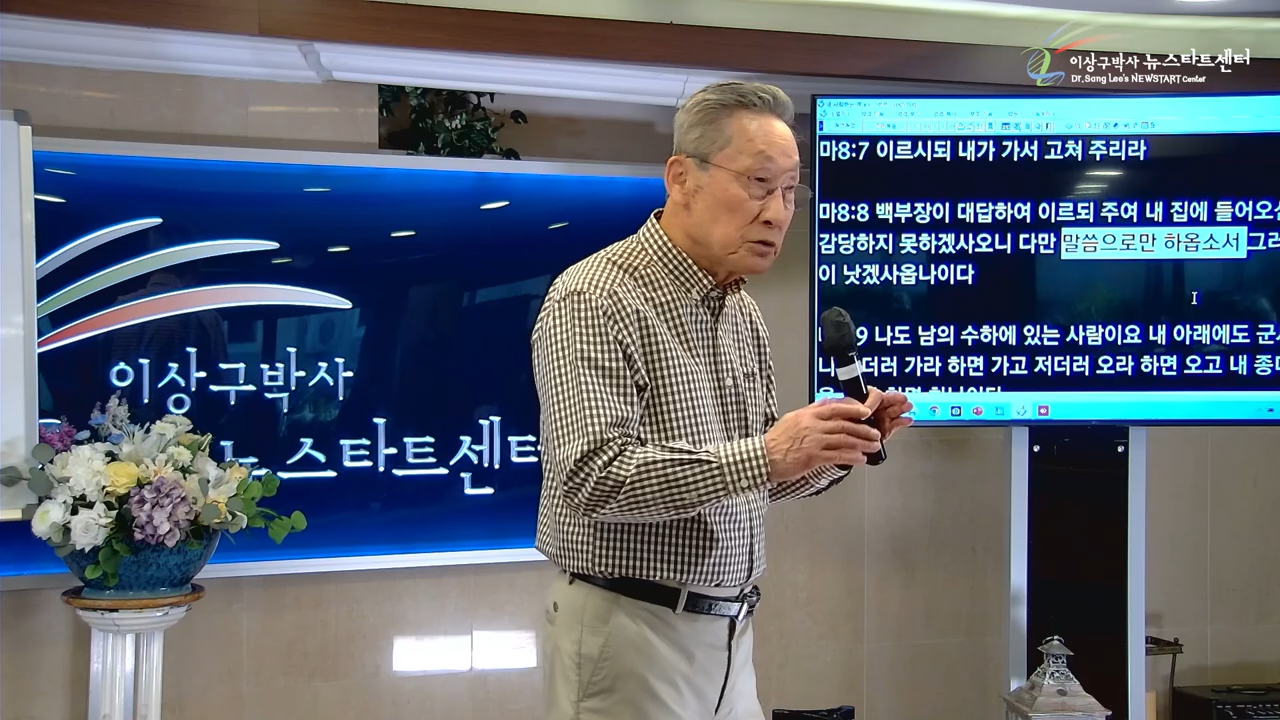 이상구박사 뉴스타트센터
Dr. Sang Lee's NEWSTART Center
마8:7 이르시되 내가 가서 고쳐 주리라
마8:8 백부장이 대답하여 이르되 주여 내 집에 들어오
감당하지 못하겠사오니 다만 말씀으로만 하옵소서 그러
이 낫겠사옵나이다
9 나도 남의 수하에 있는 사람이요 내 아래에도 군
더러 가라 하면 가고 저더러 오라 하면 오고 내 종
이상구박사
뉴스타트센터